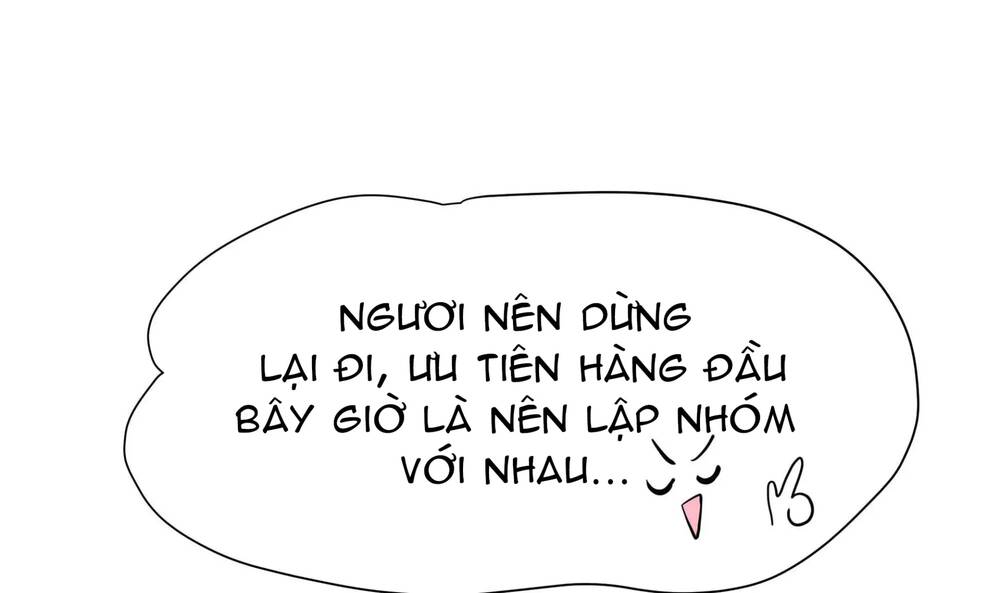 NGƯƠI NÊN DỪNG
LẠI ĐI, ƯU TIÊN HÀNG ĐẦU
BÂY GIỜ LÀ NÊN LẬP NHÓM
VỚI NHAU...